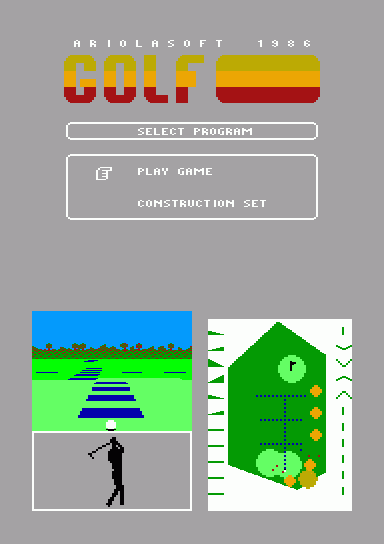 ARIOLASOFT 1986
GOLF
SELECT PROGRAM
PLAY GAME
CONSTRUCTION SET